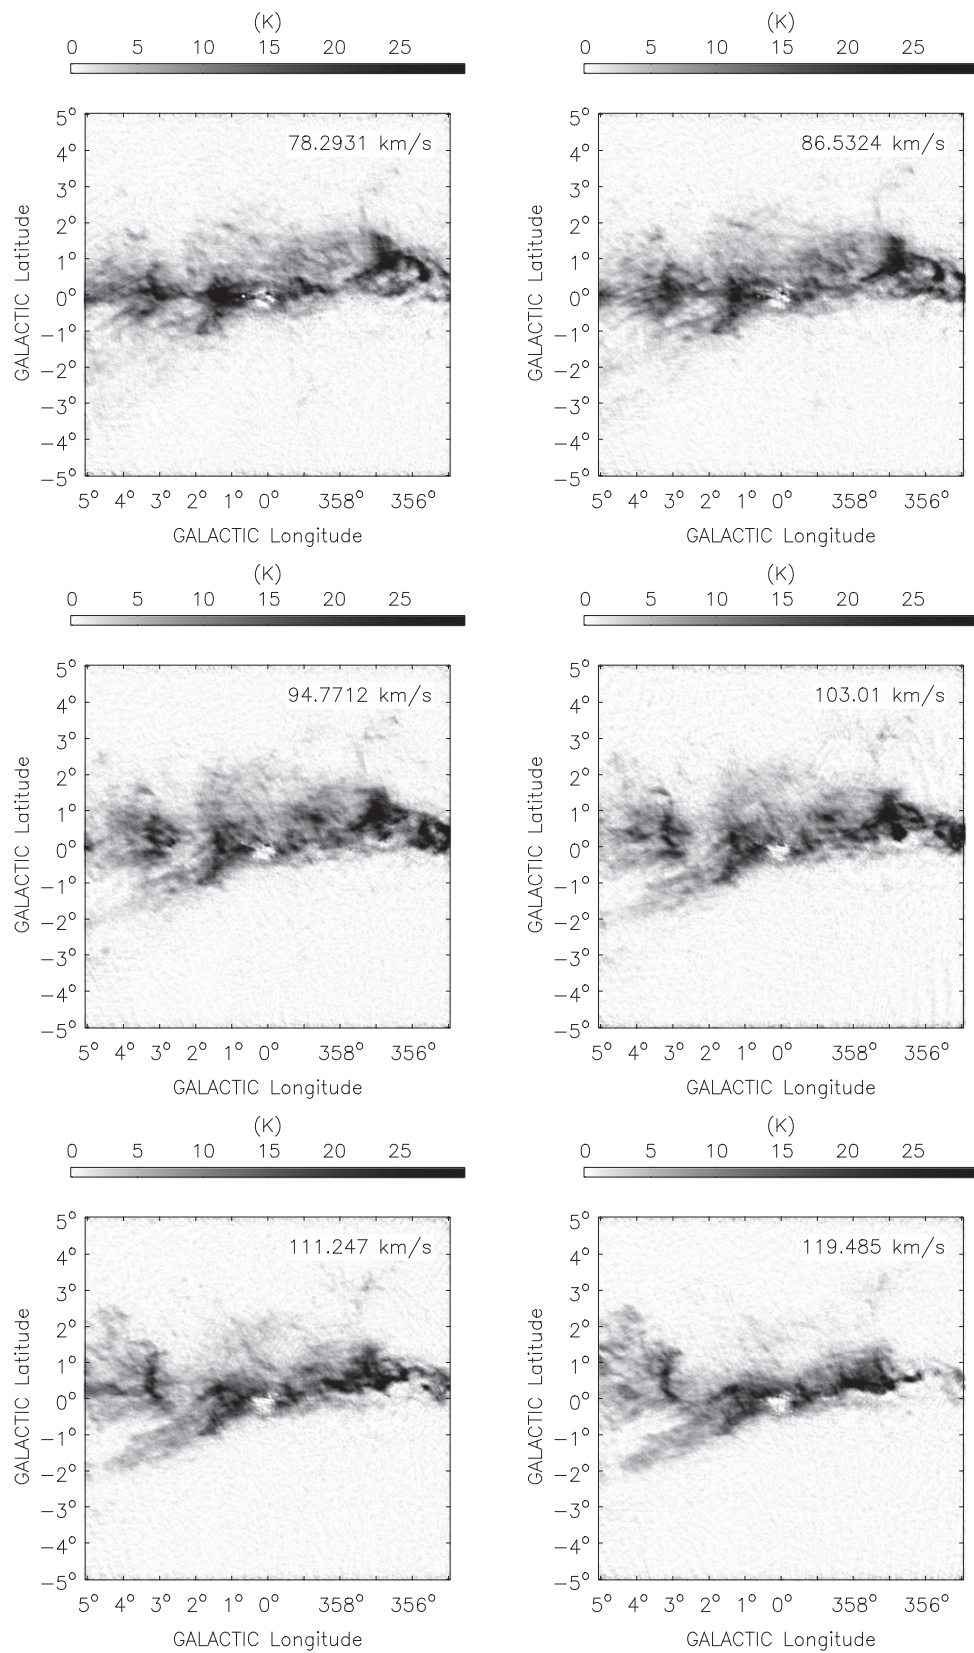 (K) (K)
0 5 10 15 20 25 0 5 10 15 20 25
78.2931 km/s 86.5324 km/s
5° 5°
4° 4°
3° 3°
2° 2°
1° 1°
0° 0°
−1° −1°
−2° −2°
−3° −3°
−4° −4°
−5° −5°
GALACTIC Latitude GALACTIC Latitude
5° 4° 3° 2° 1° 0° 358° 356° 5° 4° 3° 2° 1° 0° 358° 356°
GALACTIC Longitude GALACTIC Longitude
(K) (K)
0 5 10 15 20 25 0 5 10 15 20 25
94.7712 km/s 103.01 km/s
5° 5°
4° 4°
3° 3°
2° 2°
1° 1°
0° 0°
−1° −1°
−2° −2°
−3° −3°
−4° −4°
−5° −5°
GALACTIC Latitude GALACTIC Latitude
5° 4° 3° 2° 1° 0° 358° 356° 5° 4° 3° 2° 1° 0° 358° 356°
GALACTIC Longitude GALACTIC Longitude
(K) (K)
0 5 10 15 20 25 0 5 10 15 20 25
111.247 km/s 119.485 km/s
5° 5°
4° 4°
3° 3°
2° 2°
1° 1°
0° 0°
−1° −1°
−2° −2°
−3° −3°
−4° −4°
−5° −5°
GALACTIC Latitude GALACTIC Latitude
5° 4° 3° 2° 1° 0° 358° 356° 5° 4° 3° 2° 1° 0° 358° 356°
GALACTIC Longitude GALACTIC Longitude